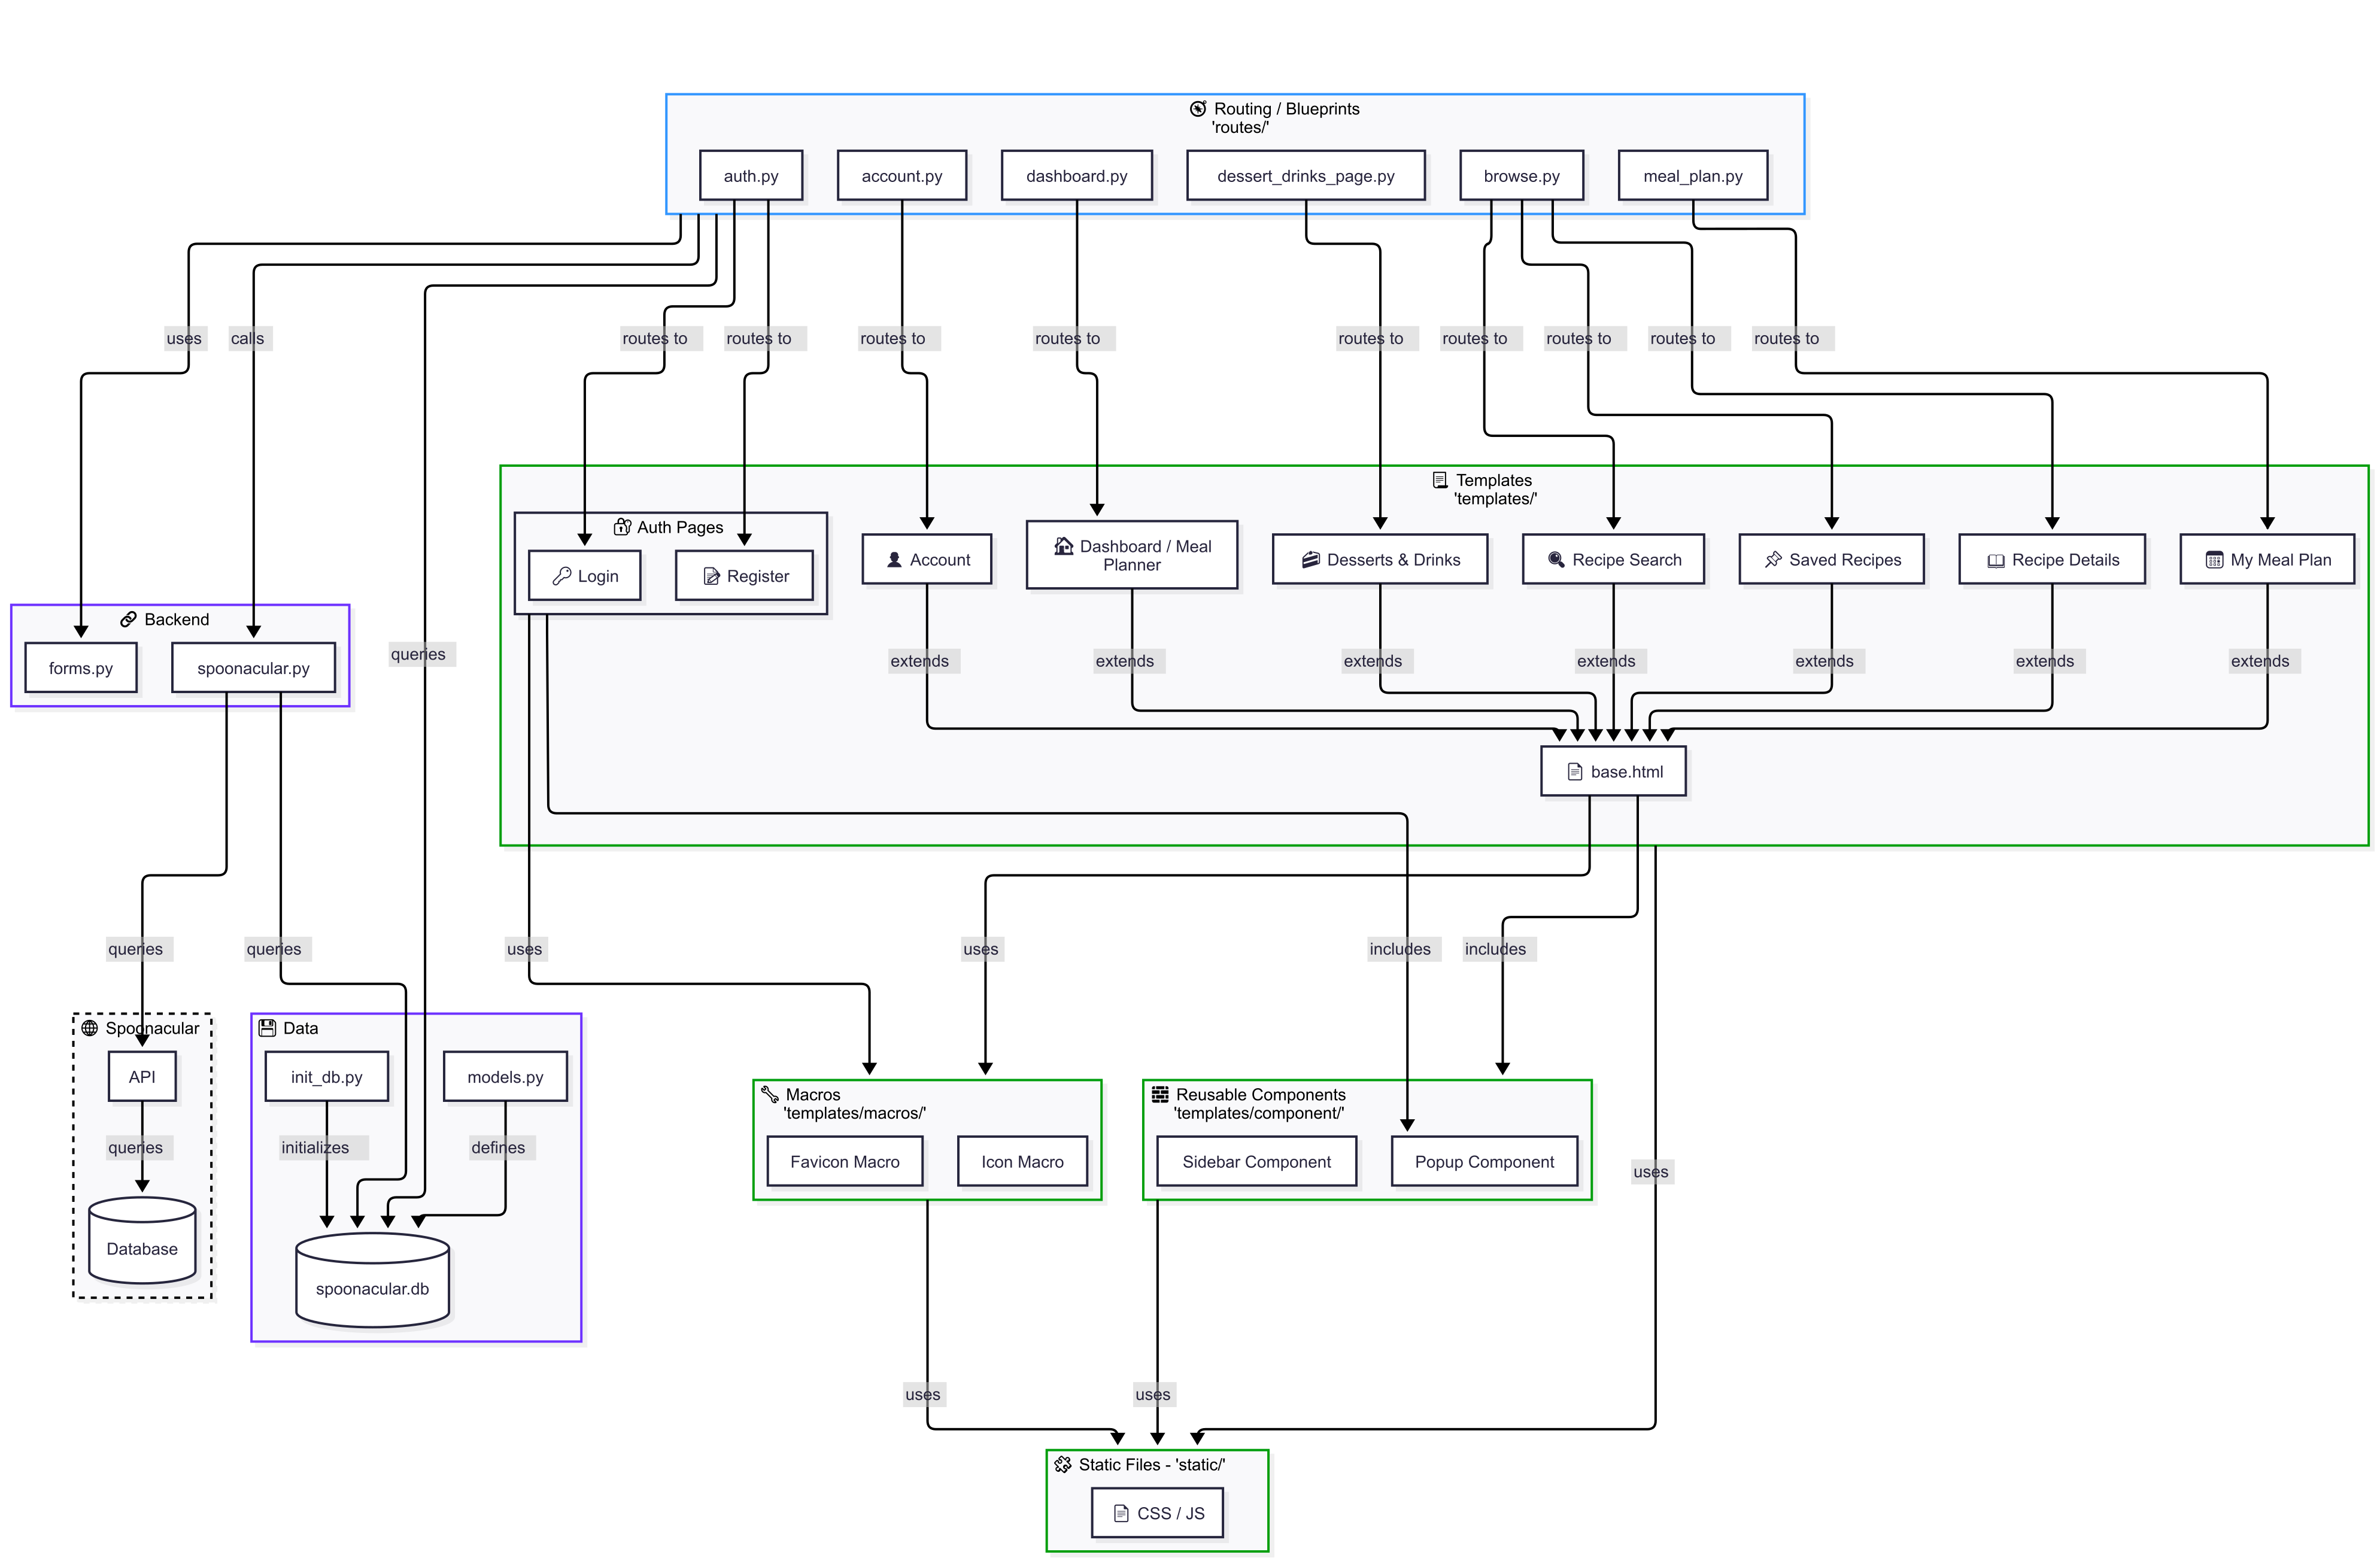 Routing / Blueprints
'routes/'
auth.py
account.py
dashboard.py
dessert_drinks_page.py
browse.py
meal_plan.py
uses
calls
routes to
routes to
routes to
routes to
routes to
routes to
routes to
routes to
routes to
Templates
'templates/'
Auth Pages
Login
Register
Account
Dashboard / Meal
Planner
Desserts & Drinks
Recipe Search
Saved Recipes
Recipe Details
My Meal Plan
Backend
forms.py
spoonacular.py
queries
extends
extends
extends
extends
extends
extends
extends
base.html
queries
queries
uses
uses
includes
includes
Spoonacular
API
queries
Database
Data
init_db.py
models.py
initializes
defines
spoonacular.db
Macros
'templates/macros/'
Favicon Macro
Icon Macro
Reusable Components
'templates/component/'
Sidebar Component
Popup Component
uses
uses
uses
Static Files - 'static/'
CSS / JS